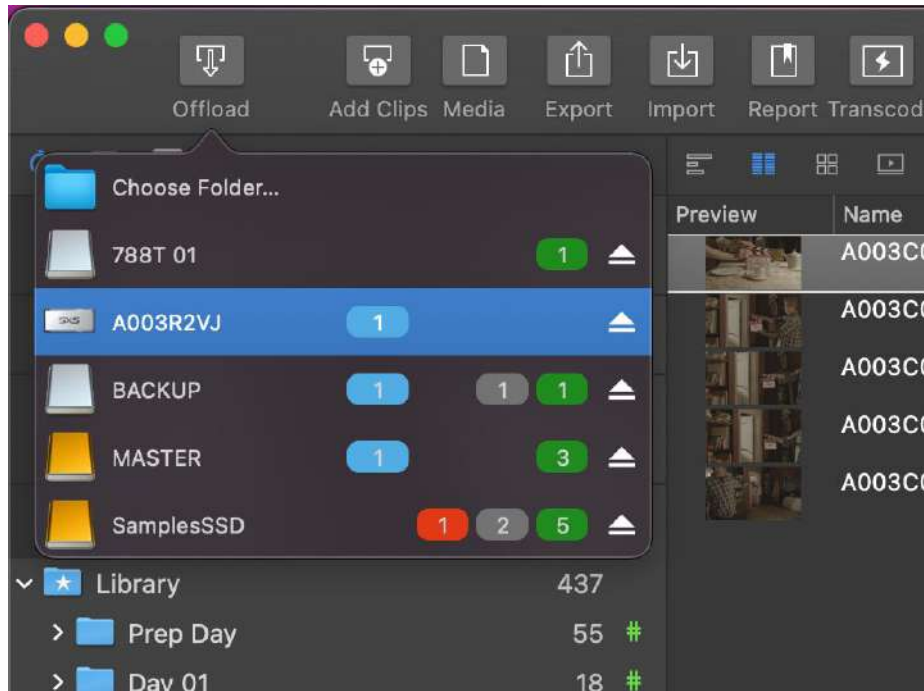 Offload Add Clips Media Export Import Report Transcod
Choose Folder...
Preview Name
788T 01 1
A003C0
SXS A003R2VJ 1
A003C0
BACKUP 1 1 1
A003C0
MASTER 1 3
A003C0
SamplesSSD 1 2 5
A003C0
Library 437
Prep Day 55 #
Day 01 18 #